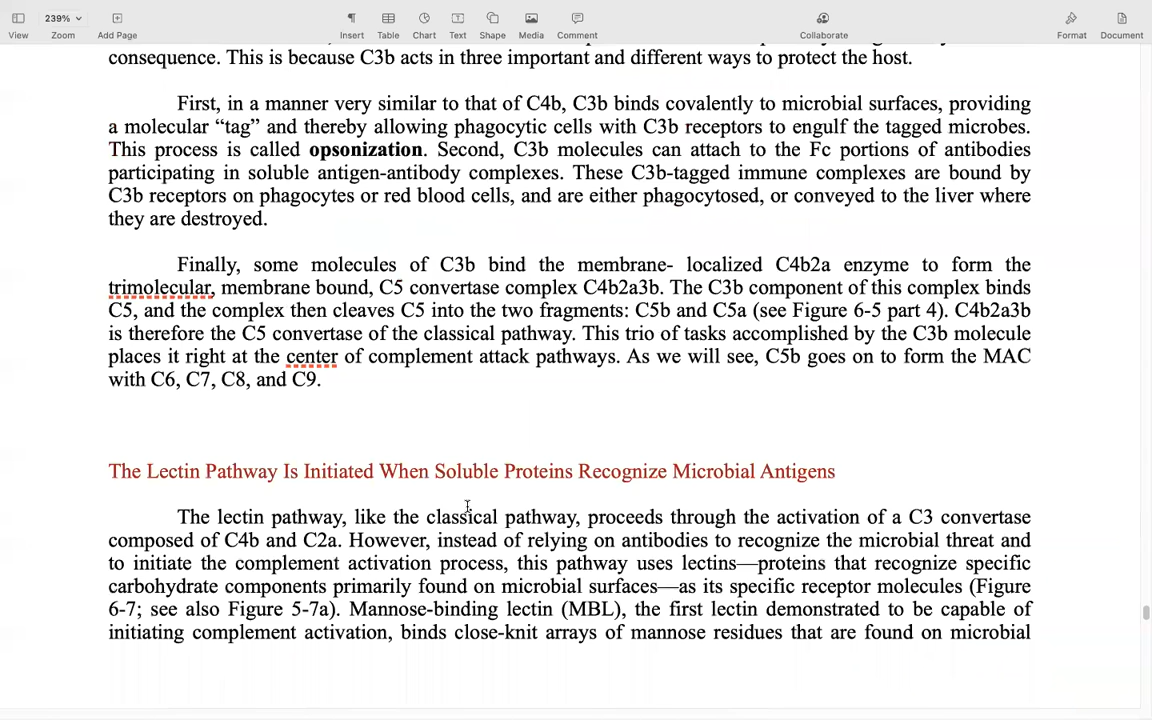 239%
View
Zoom
Add Page
Insert
Table
Chart
Text
Shape
Media
Comment
Collaborate
Format
Document
consequence. This is because C3b acts in three important and different ways to protect the host.
First, in a manner very similar to that of C4b, C3b binds covalently to microbial surfaces, providing
a molecular “tag” and thereby allowing phagocytic cells with C3b receptors to engulf the tagged microbes.
This process is called opsonization. Second, C3b molecules can attach to the Fc portions of antibodies
participating in soluble antigen-antibody complexes. These C3b-tagged immune complexes are bound by
C3b receptors on phagocytes or red blood cells, and are either phagocytosed, or conveyed to the liver where
they are destroyed.
Finally, some molecules of C3b bind the membrane- localized C4b2a enzyme to form the
trimolecular, membrane bound, C5 convertase complex C4b2a3b. The C3b component of this complex binds
C5, and the complex then cleaves C5 into the two fragments: C5b and C5a (see Figure 6-5 part 4). C4b2a3b
is therefore the C5 convertase of the classical pathway. This trio of tasks accomplished by the C3b molecule
places it right at the center of complement attack pathways. As we will see, C5b goes on to form the MAC
with C6, C7, C8, and C9.
The Lectin Pathway Is Initiated When Soluble Proteins Recognize Microbial Antigens
The lectin pathway, like the classical pathway, proceeds through the activation of a C3 convertase
composed of C4b and C2a. However, instead of relying on antibodies to recognize the microbial threat and
to initiate the complement activation process, this pathway uses lectins—proteins that recognize specific
carbohydrate components primarily found on microbial surfaces—as its specific receptor molecules (Figure
6-7; see also Figure 5-7a). Mannose-binding lectin (MBL), the first lectin demonstrated to be capable of
initiating complement activation, binds close-knit arrays of mannose residues that are found on microbial